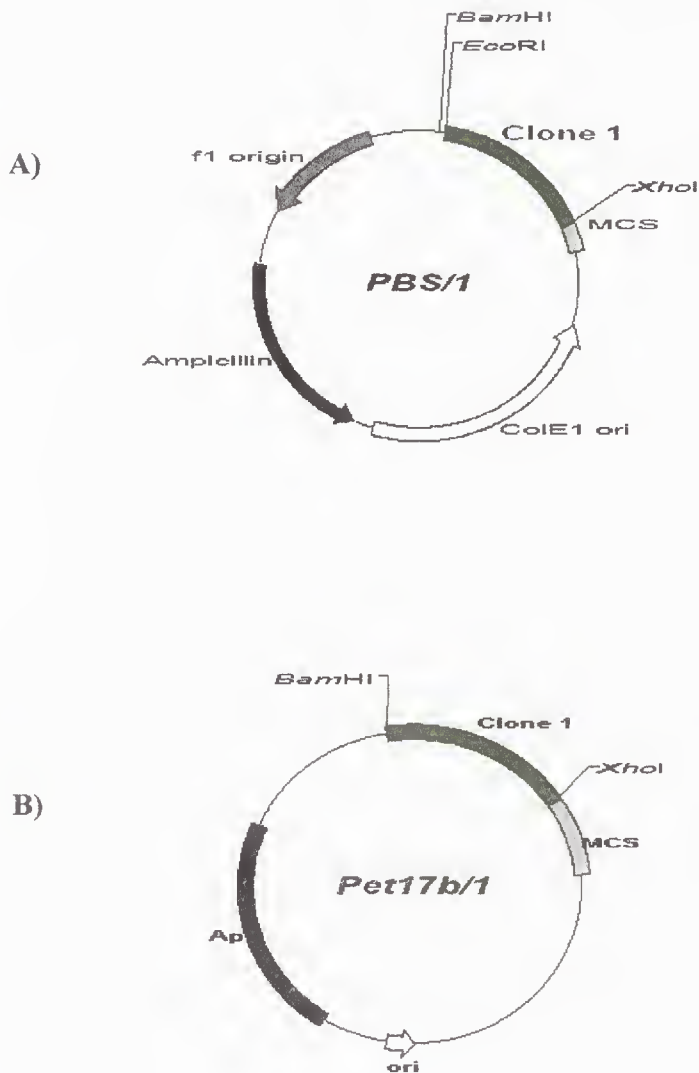 A)
BamHI
EcoRI
Clone 1
f1 origin
XhoI
MCS
PBS/1
Ampicillin
ColE1 ori
B)
BamHI
Clone 1
XhoI
MCS
Pet17b/1
Ap
ori